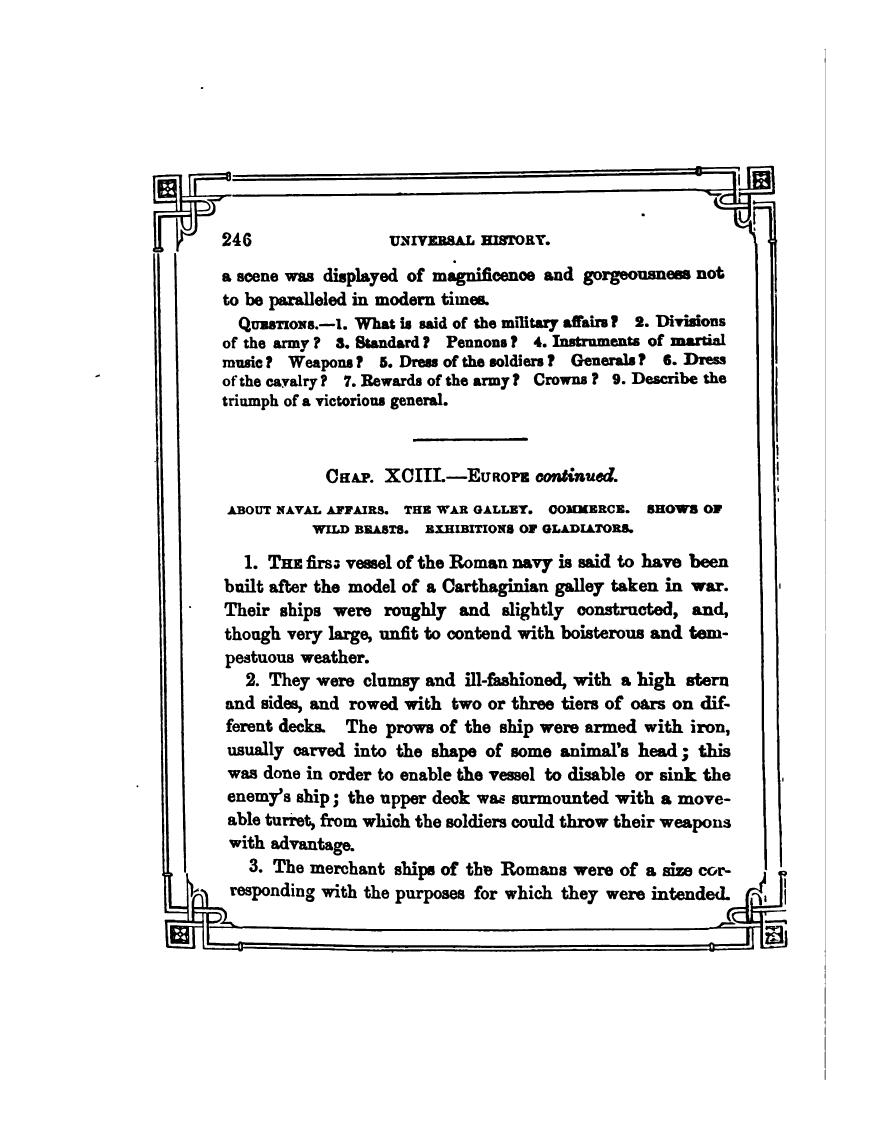 246 UNIVERSAL HISTORY.
a scene was displayed of magnificence and gorgeousness not
to be paralleled in modern times.
QUESTIONS.—1. What is said of the military affairs? 2. Divisions
of the army? 3. Standard? Pennons? 4. Instruments of martial
music? Weapons? 5. Dress of the soldiers? Generals? 6. Dress
of the cavalry? 7. Rewards of the army? Crowns? 9. Describe the
triumph of a victorious general.
CHAP. XCIII.—EUROPE continued.
ABOUT NAVAL AFFAIRS. THE WAR GALLEY. COMMERCE. SHOWS OF
WILD BEASTS. EXHIBITIONS OF GLADIATORS.
1. THE first vessel of the Roman navy is said to have been
built after the model of a Carthaginian galley taken in war.
Their ships were roughly and slightly constructed, and,
though very large, unfit to contend with boisterous and tem-
pestuous weather.
2. They were clumsy and ill-fashioned, with a high stern
and sides, and rowed with two or three tiers of oars on dif-
ferent decks. The prows of the ship were armed with iron,
usually carved into the shape of some animal's head; this
was done in order to enable the vessel to disable or sink the
enemy's ship; the upper deck was surmounted with a move-
able turret, from which the soldiers could throw their weapons
with advantage.
3. The merchant ships of the Romans were of a size cor-
responding with the purposes for which they were intended.